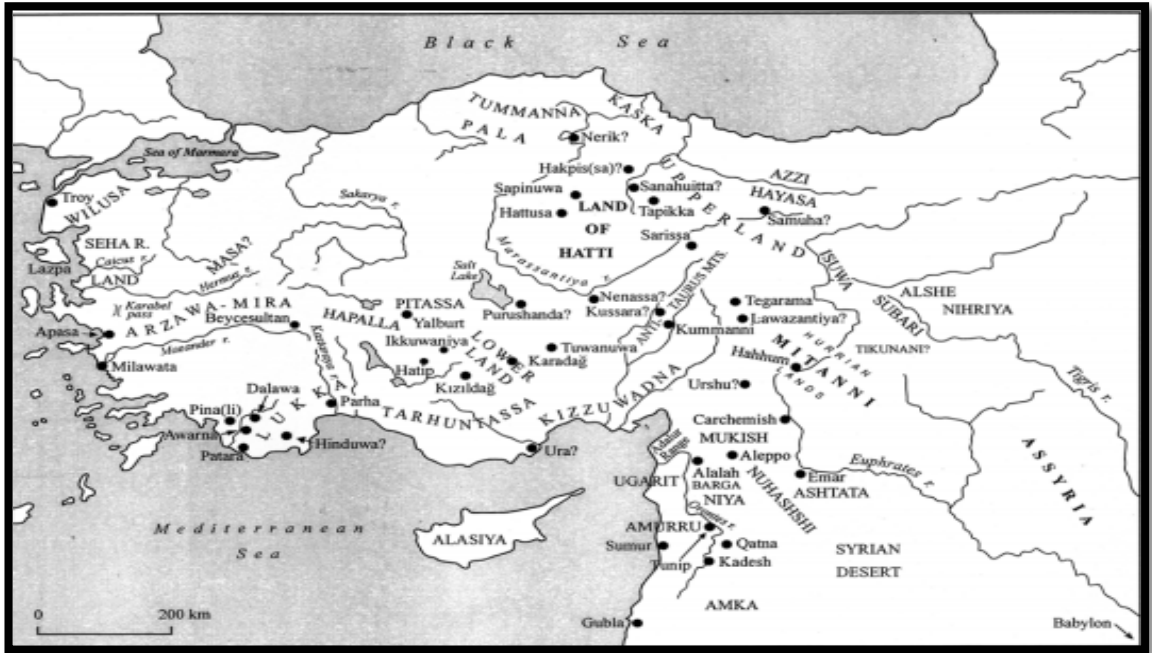 Black Sea
TUMMANNA
KAŠKA
PALA
Nerik?
Sea of Marmara
Hakpis(sa)?
AZZI
Troy
WILUSA
Sakarya r.
Sapinuwa
Sanahuitta?
UPPER LAND
HAYASA
Hattusa
LAND
OF
HATTI
Tapikka
Samuha?
Sarissa
SEHA R.
LAND
MASA?
Marassantiya r.
Lazpa
Caicus r.
Hermus r.
Salt
Lake
ISUWA
ALSHE
Karabel
pass
ARZAWA-MIRA
PITASSA
Nenassa?
ANTI-TAURUS MTS.
Tegarama
SUBARI
NIHRIYA
Apasa
Beycesultan
HAPALLA
Yalburt
Purushanda?
Kussara?
Lawazantiya?
Kummanni
Maeander r.
Ikkuwaniya
LOWER
LAND
Tuwanuwa
HURRIAN
LANDS
TIKUNANI?
Milawata
Hatip
Karadağ
Hahhum
MITANNI
Kızıldağ
Urshu?
Tigris r.
Dalawa
Parha
TARHUNTASSA
KIZZUWADNA
Pina(li)
LUKKA
Carchemish
Awarna
Hinduwa?
Ura?
Adalur
Range
MUKISH
ASSYRIA
Patara
Aleppo
Euphrates r.
UGARIT
Alalah
Emar
BARGA
NUHASHSHI
ASHTATA
NIYA
Mediterranean
Sea
ALASIYA
AMURRU
Orontes r.
Sumur
Qatna
SYRIAN
DESERT
Tunip
Kadesh
AMKA
0 200 km
Gubla
Babylon